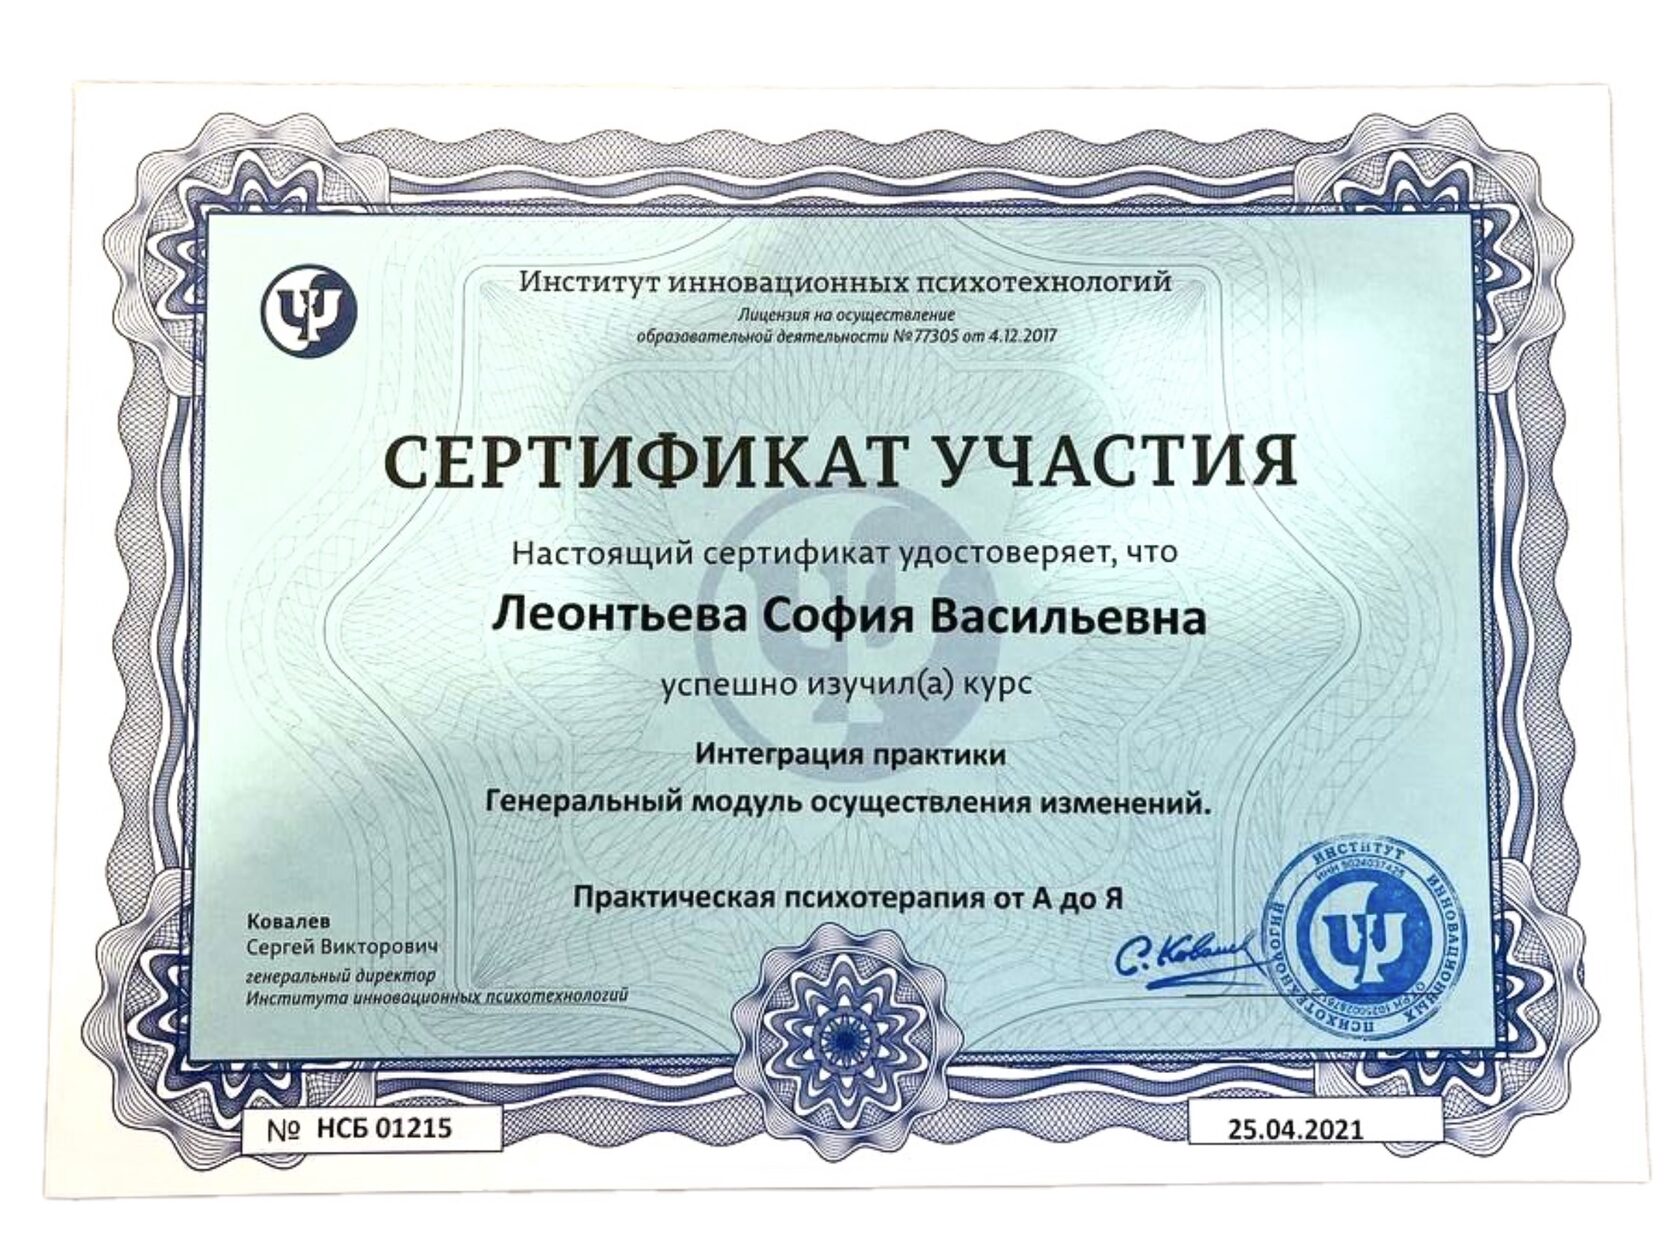 Институт инновационных психотехнологий
Лицензия на осуществление
образовательной деятельности №77305 от 4.12.2017
СЕРТИФИКАТ УЧАСТИЯ
Настоящий сертификат удостоверяет, что
Леонтьева София Васильевна
успешно изучил(а) курс
Интеграция практики
Генеральный модуль осуществления изменений.
Практическая психотерапия от А до Я
Ковалев
Сергей Викторович
генеральный директор
Института инновационных психотехнологий
С. Ковалев
ИНСТИТУТ ИННОВАЦИОННЫХ ПСИХОТЕХНОЛОГИЙ
ИНН 5024037425
№ НСБ 01215
25.04.2021